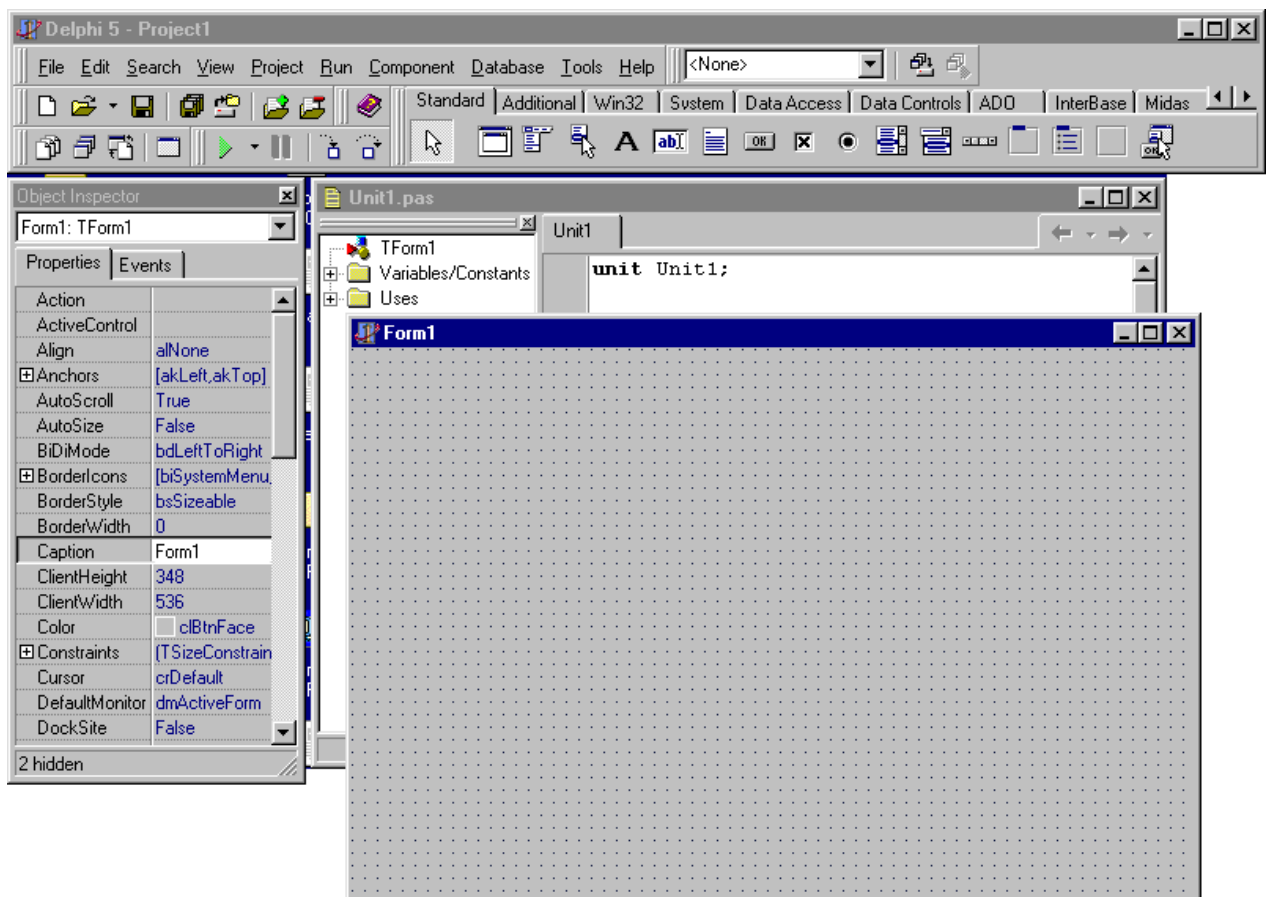 Delphi 5 - Project1
File Edit Search View Project Run Component Database Tools Help <None>
Standard Additional Win32 System Data Access Data Controls ADO InterBase Midas
A ab OK
OK
Object Inspector
Form1: TForm1
Properties Events
Action
ActiveControl
Align alNone
Anchors [akLeft,akTop]
AutoScroll True
AutoSize False
BiDiMode bdLeftToRight
BorderIcons [biSystemMenu,
BorderStyle bsSizeable
BorderWidth 0
Caption Form1
ClientHeight 348
ClientWidth 536
Color clBtnFace
Constraints (TSizeConstrain
Cursor crDefault
DefaultMonitor dmActiveForm
DockSite False
2 hidden
Unit1.pas
TForm1
Variables/Constants
Uses
Unit1
unit Unit1;
Form1